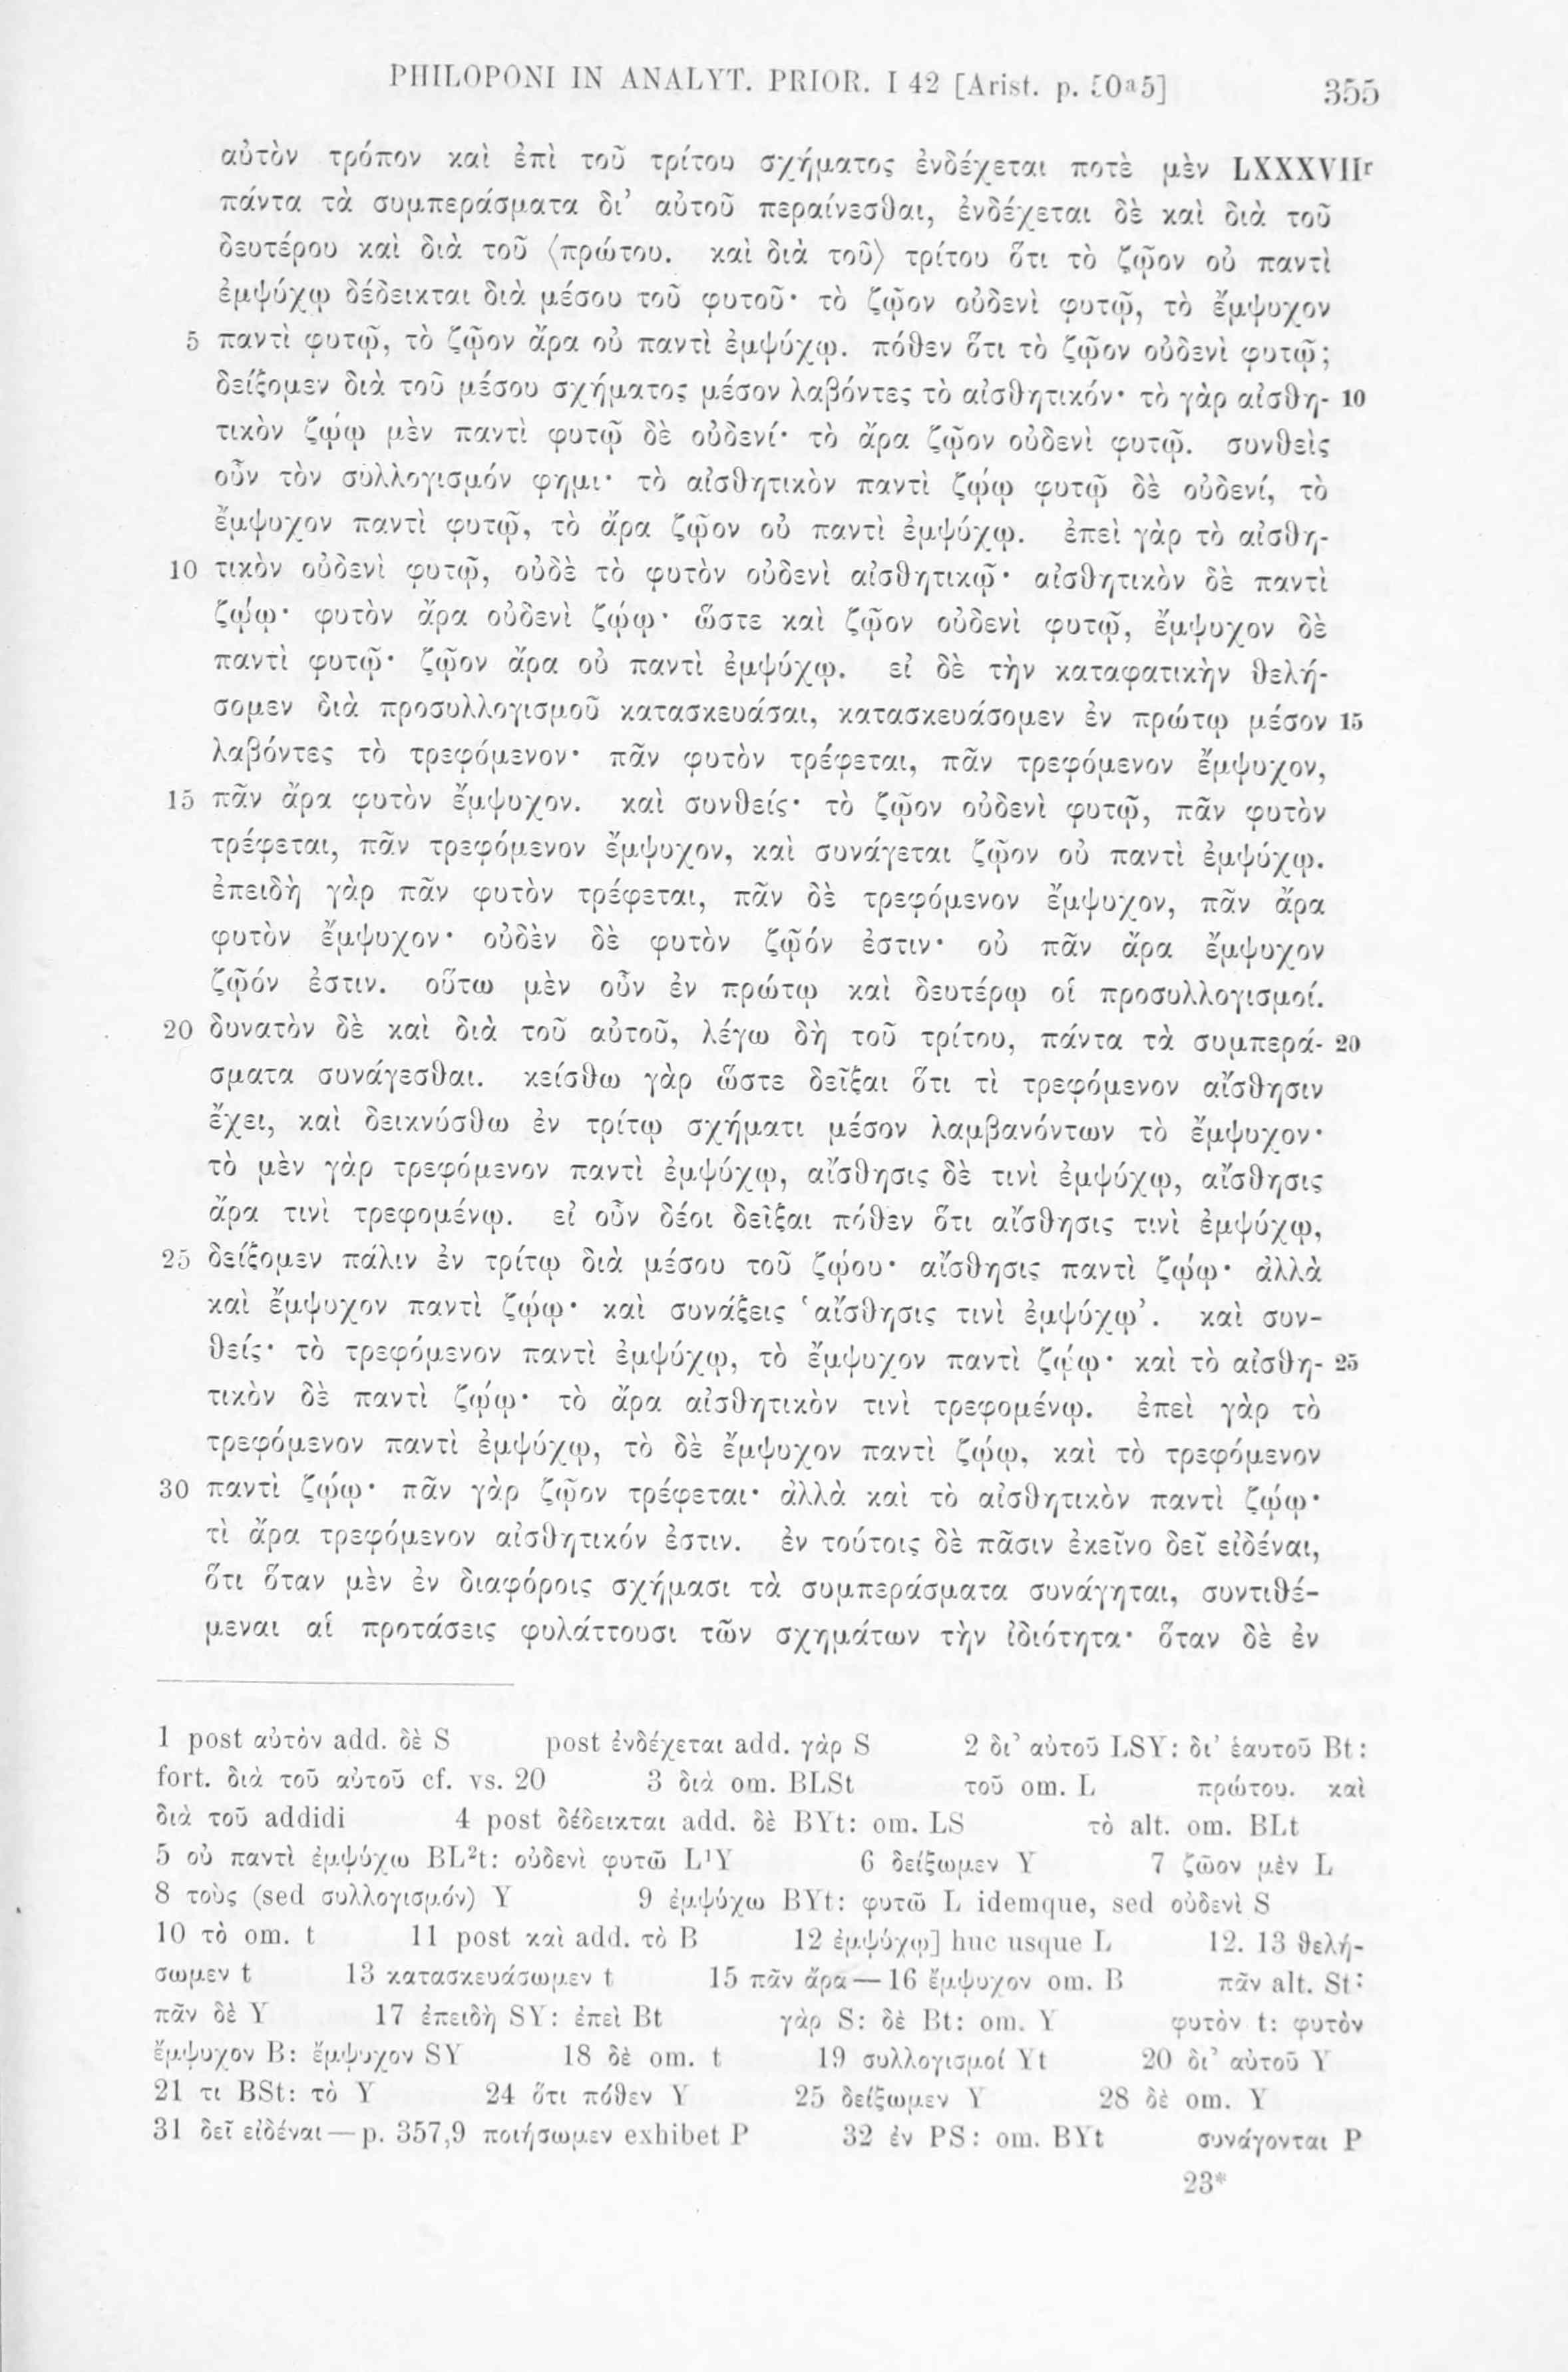 PHILOPONI IN ANALYT. PRIOR. I 42 [Arist. p. 50ᵃ5] 355
αὐτὸν τρόπον καὶ ἐπὶ τοῦ τρίτου σχήματος ἐνδέχεται ποτὲ μὲν LXXXVIIʳ
πάντα τὰ συμπεράσματα δι’ αὐτοῦ περαίνεσθαι, ἐνδέχεται δὲ καὶ διὰ τοῦ
δευτέρου καὶ διὰ τοῦ ⟨πρώτου. καὶ διὰ τοῦ⟩ τρίτου ὅτι τὸ ζῷον οὐ παντὶ
ἐμψύχῳ δέδεικται διὰ μέσου τοῦ φυτοῦ· τὸ ζῷον οὐδενὶ φυτῷ, τὸ ἔμψυχον
5 παντὶ φυτῷ, τὸ ζῷον ἄρα οὐ παντὶ ἐμψύχῳ. πόθεν ὅτι τὸ ζῷον οὐδενὶ φυτῷ;
δείξομεν διὰ τοῦ μέσου σχήματος μέσον λαβόντες τὸ αἰσθητικόν· τὸ γὰρ αἰσθη- 10
τικὸν ζῴῳ μὲν παντὶ φυτῷ δὲ οὐδενί· τὸ ἄρα ζῷον οὐδενὶ φυτῷ. συνθεὶς
οὖν τὸν συλλογισμόν φημι· τὸ αἰσθητικὸν παντὶ ζῴῳ φυτῷ δὲ οὐδενί, τὸ
ἔμψυχον παντὶ φυτῷ, τὸ ἄρα ζῷον οὐ παντὶ ἐμψύχῳ. ἐπεὶ γὰρ τὸ αἰσθη-
10 τικὸν οὐδενὶ φυτῷ, οὐδὲ τὸ φυτὸν οὐδενὶ αἰσθητικῷ· αἰσθητικὸν δὲ παντὶ
ζῴῳ· φυτὸν ἄρα οὐδενὶ ζῴῳ· ὥστε καὶ ζῷον οὐδενὶ φυτῷ, ἔμψυχον δὲ
παντὶ φυτῷ· ζῷον ἄρα οὐ παντὶ ἐμψύχῳ. εἰ δὲ τὴν καταφατικὴν θελή-
σομεν διὰ προσυλλογισμοῦ κατασκευάσαι, κατασκευάσομεν ἐν πρώτῳ μέσον 15
λαβόντες τὸ τρεφόμενον· πᾶν φυτὸν τρέφεται, πᾶν τρεφόμενον ἔμψυχον,
15 πᾶν ἄρα φυτὸν ἔμψυχον. καὶ συνθείς· τὸ ζῷον οὐδενὶ φυτῷ, πᾶν φυτὸν
τρέφεται, πᾶν τρεφόμενον ἔμψυχον, καὶ συνάγεται ζῷον οὐ παντὶ ἐμψύχῳ.
ἐπειδὴ γὰρ πᾶν φυτὸν τρέφεται, πᾶν δὲ τρεφόμενον ἔμψυχον, πᾶν ἄρα
φυτὸν ἔμψυχον· οὐδὲν δὲ φυτὸν ζῷόν ἐστιν· οὐ πᾶν ἄρα ἔμψυχον
ζῷόν ἐστιν. οὕτω μὲν οὖν ἐν πρώτῳ καὶ δευτέρῳ οἱ προσυλλογισμοί.
20 δυνατὸν δὲ καὶ διὰ τοῦ αὐτοῦ, λέγω δὴ τοῦ τρίτου, πάντα τὰ συμπερά- 20
σματα συνάγεσθαι. κείσθω γὰρ ὥστε δεῖξαι ὅτι τὶ τρεφόμενον αἴσθησιν
ἔχει, καὶ δεικνύσθω ἐν τρίτῳ σχήματι μέσον λαμβανόντων τὸ ἔμψυχον·
τὸ μὲν γὰρ τρεφόμενον παντὶ ἐμψύχῳ, αἴσθησις δὲ τινὶ ἐμψύχῳ, αἴσθησις
ἄρα τινὶ τρεφομένῳ. εἰ οὖν δέοι δεῖξαι πόθεν ὅτι αἴσθησις τινὶ ἐμψύχῳ,
25 δείξομεν πάλιν ἐν τρίτῳ διὰ μέσου τοῦ ζῴου· αἴσθησις παντὶ ζῴῳ· ἀλλὰ
καὶ ἔμψυχον παντὶ ζῴῳ· καὶ συνάξεις ‘αἴσθησις τινὶ ἐμψύχῳ’. καὶ συν-
θείς· τὸ τρεφόμενον παντὶ ἐμψύχῳ, τὸ ἔμψυχον παντὶ ζῴῳ· καὶ τὸ αἰσθη- 25
τικὸν δὲ παντὶ ζῴῳ· τὸ ἄρα αἰσθητικὸν τινὶ τρεφομένῳ. ἐπεὶ γὰρ τὸ
τρεφόμενον παντὶ ἐμψύχῳ, τὸ δὲ ἔμψυχον παντὶ ζῴῳ, καὶ τὸ τρεφόμενον
30 παντὶ ζῴῳ· πᾶν γὰρ ζῷον τρέφεται· ἀλλὰ καὶ τὸ αἰσθητικὸν παντὶ ζῴῳ·
τὶ ἄρα τρεφόμενον αἰσθητικόν ἐστιν. ἐν τούτοις δὲ πᾶσιν ἐκεῖνο δεῖ εἰδέναι,
ὅτι ὅταν μὲν ἐν διαφόροις σχήμασι τὰ συμπεράσματα συνάγηται, συντιθέ-
μεναι αἱ προτάσεις φυλάττουσι τῶν σχημάτων τὴν ἰδιότητα· ὅταν δὲ ἐν
1 post αὐτὸν add. δὲ S post ἐνδέχεται add. γὰρ S 2 δι’ αὐτοῦ LSY: δι’ ἑαυτοῦ Bt:
fort. διὰ τοῦ αὐτοῦ cf. vs. 20 3 διὰ om. BLSt τοῦ om. L πρώτου. καὶ
διὰ τοῦ addidi 4 post δέδεικται add. δὲ BYt: om. LS τὸ alt. om. BLt
5 οὐ παντὶ ἐμψύχω BL²t: οὐδενὶ φυτῶ L¹Y 6 δείξωμεν Y 7 ζῶον μὲν L
8 τοὺς (sed συλλογισμόν) Y 9 ἐμψύχω BYt: φυτῶ L idemque, sed οὐδενὶ S
10 τὸ om. t 11 post καὶ add. τὸ B 12 ἐμψύχῳ] huc usque L 12. 13 θελή-
σωμεν t 13 κατασκευάσωμεν t 15 πᾶν ἄρα — 16 ἔμψυχον om. B πᾶν alt. St:
πᾶν δὲ Y 17 ἐπειδὴ SY: ἐπεὶ Bt γὰρ S: δὲ Bt: om. Y φυτὸν t: φυτὸν
ἔμψυχον B: ἔμψυχον SY 18 δὲ om. t 19 συλλογισμοί Yt 20 δι’ αὐτοῦ Y
21 τι BSt: τὸ Y 24 ὅτι πόθεν Y 25 δείξωμεν Y 28 δὲ om. Y
31 δεῖ εἰδέναι — p. 357,9 ποιήσωμεν exhibet P 32 ἐν PS: om. BYt συνάγονται P
23*